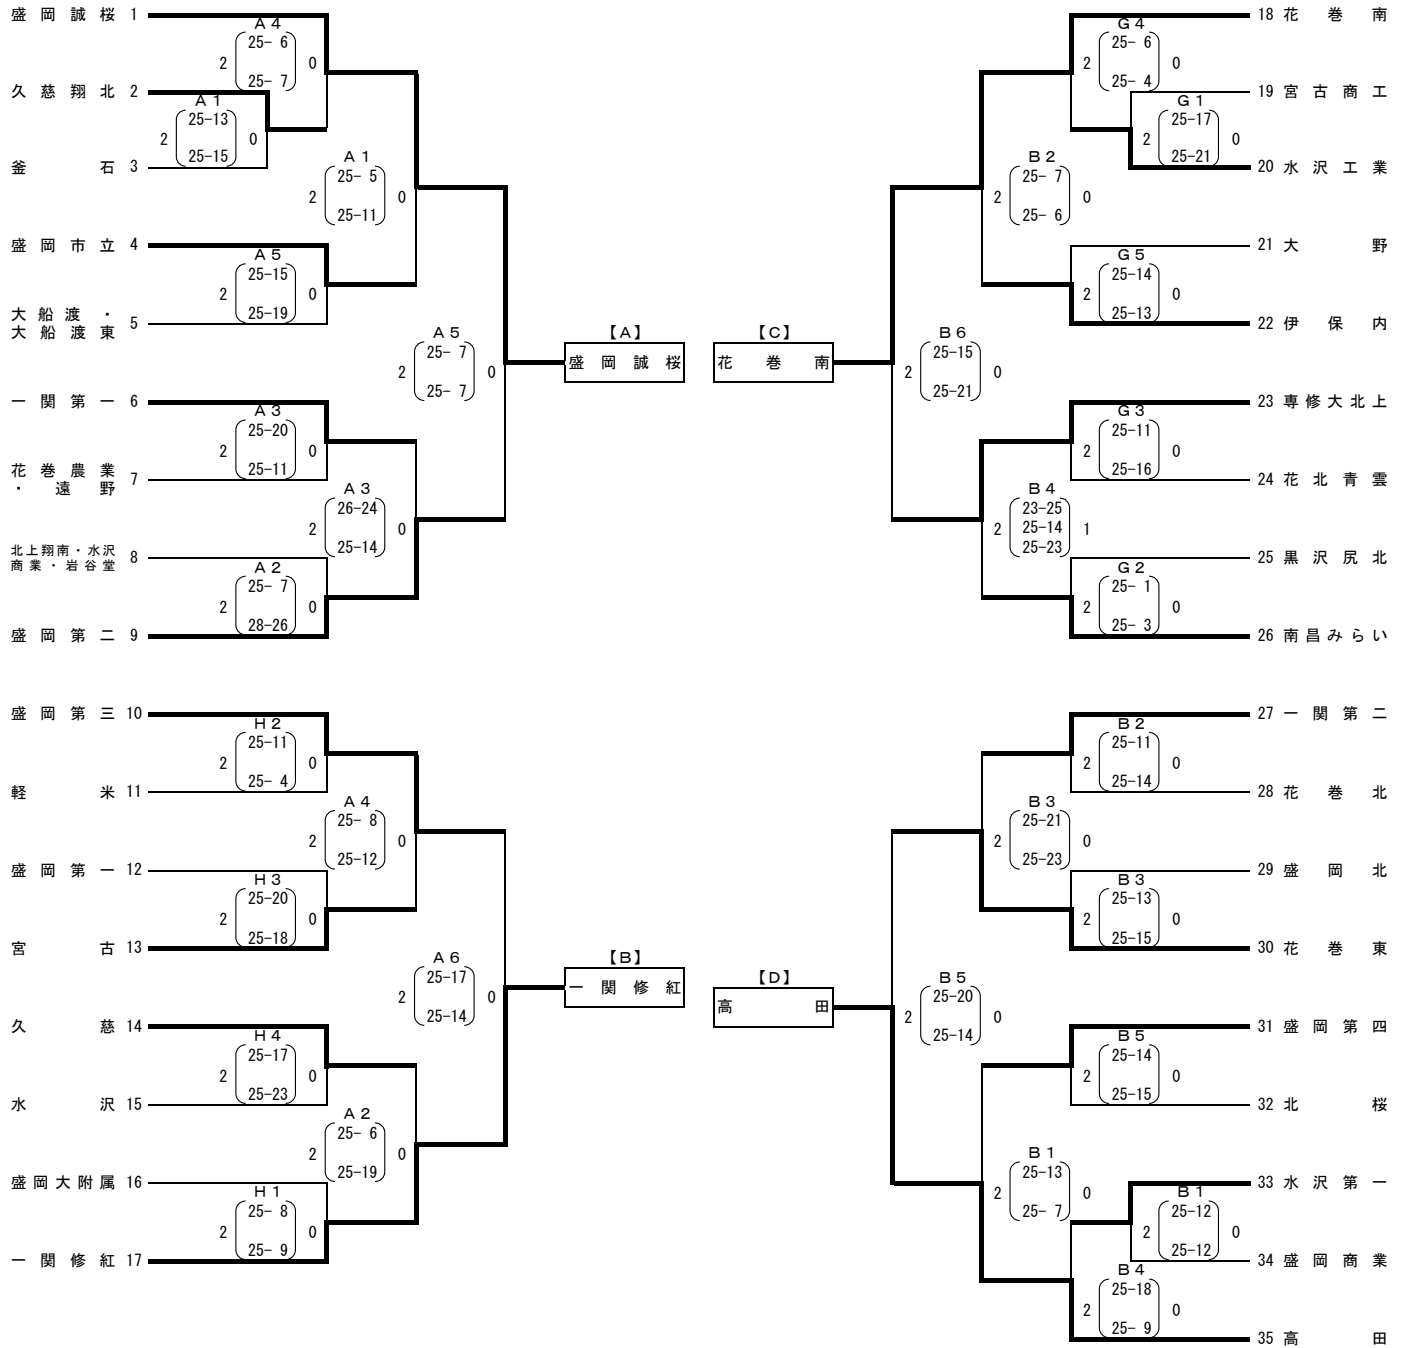 盛岡誠桜 1
A4
25- 6
2 0
25- 7
久慈翔北 2
A1
25-13
2 0
25-15
釜石 3
A1
25- 5
2 0
25-11
盛岡市立 4
A5
25-15
2 0
25-19
大船渡・
大船渡東 5
A5
25- 7
2 0
25- 7
【A】
盛岡誠桜
一関第一 6
A3
25-20
2 0
25-11
花巻農業
・遠野 7
A3
26-24
2 0
25-14
北上翔南・水沢
商業・岩谷堂 8
A2
25- 7
2 0
28-26
盛岡第二 9
盛岡第三 10
H2
25-11
2 0
25- 4
軽米 11
A4
25- 8
2 0
25-12
盛岡第一 12
H3
25-20
2 0
25-18
宮古 13
A6
25-17
2 0
25-14
【B】
一関修紅
久慈 14
H4
25-17
2 0
25-23
水沢 15
A2
25- 6
2 0
25-19
盛岡大附属 16
H1
25- 8
2 0
25- 9
一関修紅 17
18 花巻南
G4
25- 6
2 0
25- 4
19 宮古商工
G1
25-17
2 0
25-21
20 水沢工業
B2
25- 7
2 0
25- 6
21 大野
G5
25-14
2 0
25-13
22 伊保内
【C】
花巻南
B6
25-15
2 0
25-21
23 専修大北上
G3
25-11
2 0
25-16
24 花北青雲
B4
23-25
2 25-14 1
25-23
25 黒沢尻北
G2
25- 1
2 0
25- 3
26 南昌みらい
27 一関第二
B2
25-11
2 0
25-14
28 花巻北
B3
25-21
2 0
25-23
29 盛岡北
B3
25-13
2 0
25-15
30 花巻東
【D】
高田
B5
25-20
2 0
25-14
31 盛岡第四
B5
25-14
2 0
25-15
32 北桜
B1
25-13
2 0
25- 7
33 水沢第一
B1
25-12
2 0
25-12
34 盛岡商業
B4
25-18
2 0
25- 9
35 高田